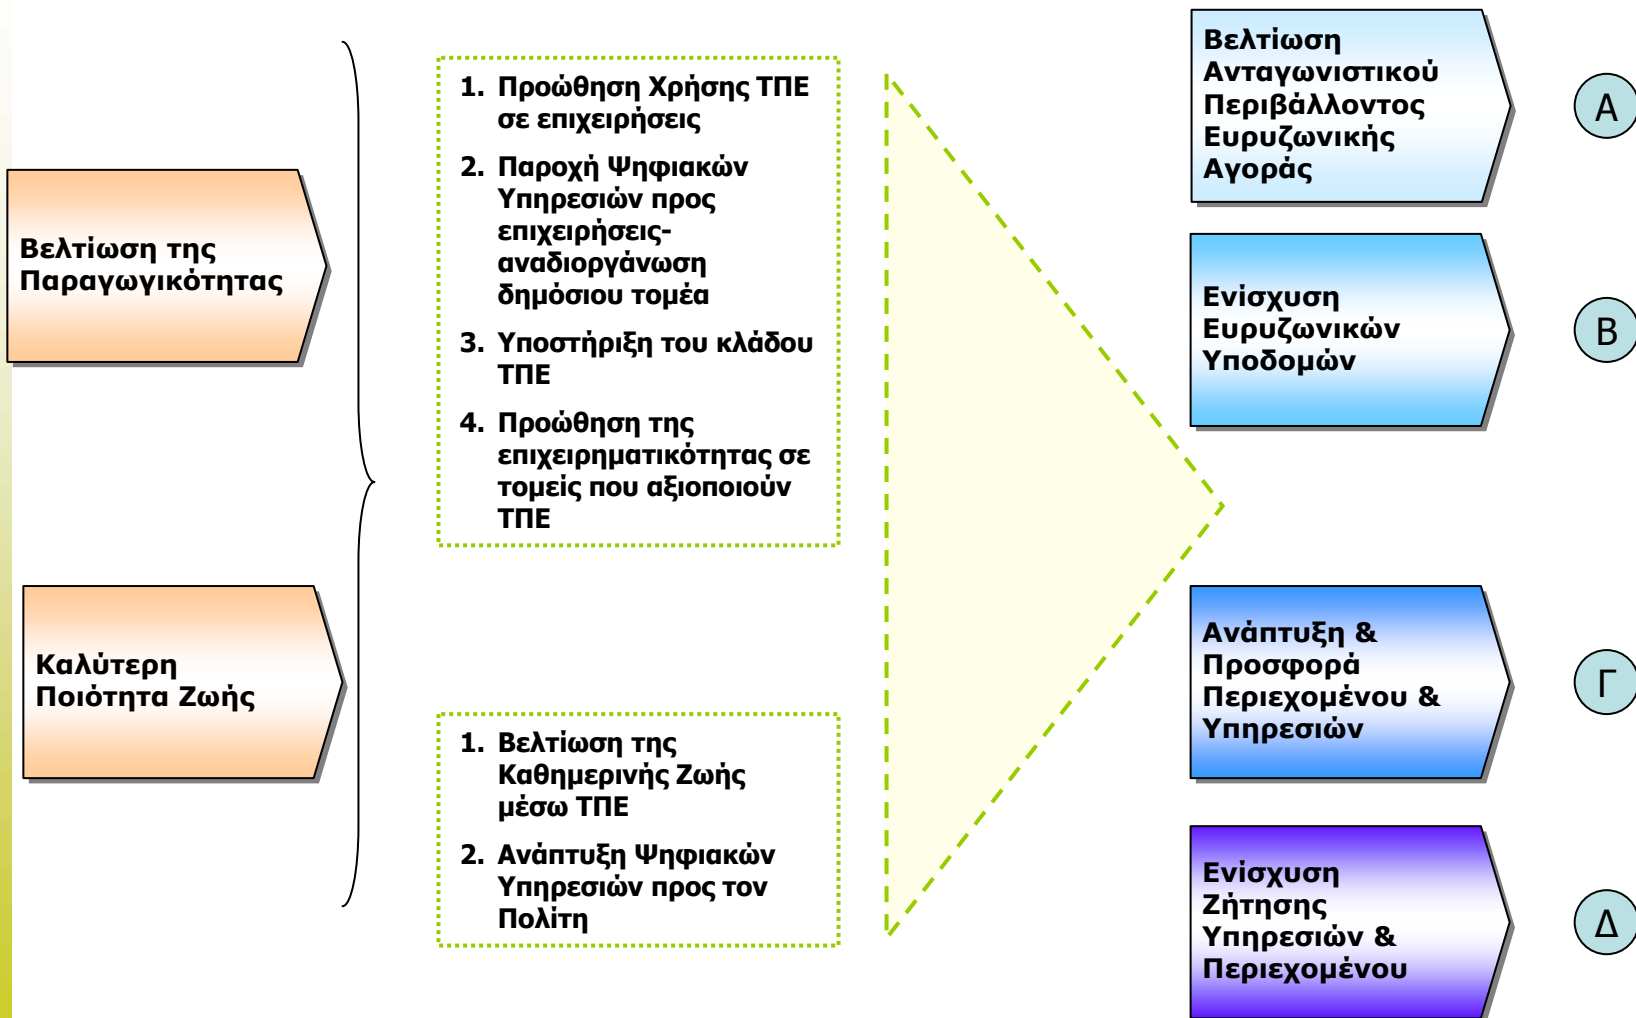 Βελτίωση της
Παραγωγικότητας
Καλύτερη
Ποιότητα Ζωής
1. Προώθηση Χρήσης ΤΠΕ
σε επιχειρήσεις
2. Παροχή Ψηφιακών
Υπηρεσιών προς
επιχειρήσεις-
αναδιοργάνωση
δημόσιου τομέα
3. Υποστήριξη του κλάδου
ΤΠΕ
4. Προώθηση της
επιχειρηματικότητας σε
τομείς που αξιοποιούν
ΤΠΕ
1. Βελτίωση της
Καθημερινής Ζωής
μέσω ΤΠΕ
2. Ανάπτυξη Ψηφιακών
Υπηρεσιών προς τον
Πολίτη
Βελτίωση
Ανταγωνιστικού
Περιβάλλοντος
Ευρυζωνικής
Αγοράς
Α
Ενίσχυση
Ευρυζωνικών
Υποδομών
Β
Ανάπτυξη &
Προσφορά
Περιεχομένου &
Υπηρεσιών
Γ
Ενίσχυση
Ζήτησης
Υπηρεσιών &
Περιεχομένου
Δ